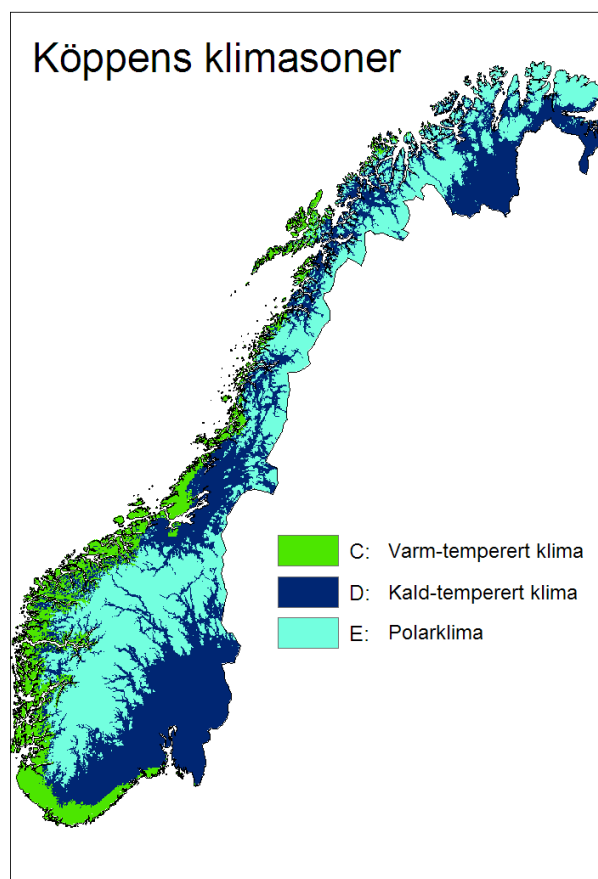 Köppens klimasoner
C: Varm-temperert klima
D: Kald-temperert klima
E: Polarklima